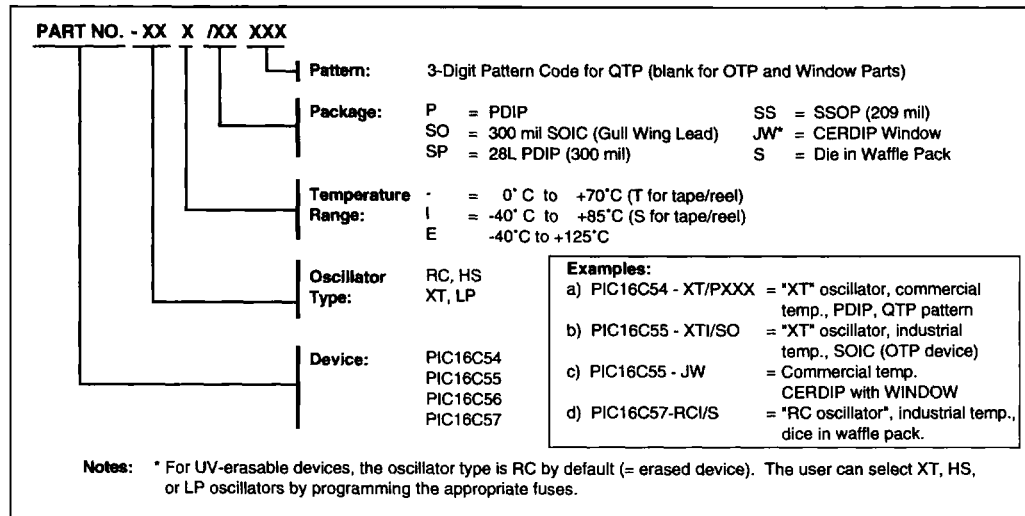 PART NO. - XX X /XX XXX
Pattern: 3-Digit Pattern Code for QTP (blank for OTP and Window Parts)
Package: P = PDIP SS = SSOP (209 mil)
SO = 300 mil SOIC (Gull Wing Lead) JW* = CERDIP Window
SP = 28L PDIP (300 mil) S = Die in Waffle Pack
Temperature - = 0˚ C to +70˚C (T for tape/reel)
Range: I = -40˚ C to +85˚C (S for tape/reel)
E -40˚C to +125˚C
Oscillator RC, HS
Type: XT, LP
Device: PIC16C54
PIC16C55
PIC16C56
PIC16C57
Examples:
a) PIC16C54 - XT/PXXX = "XT" oscillator, commercial
temp., PDIP, QTP pattern
b) PIC16C55 - XTI/SO = "XT" oscillator, industrial
temp., SOIC (OTP device)
c) PIC16C55 - JW = Commercial temp.
CERDIP with WINDOW
d) PIC16C57-RCI/S = "RC oscillator", industrial temp.,
dice in waffle pack.
Notes: * For UV-erasable devices, the oscillator type is RC by default (= erased device). The user can select XT, HS,
or LP oscillators by programming the appropriate fuses.